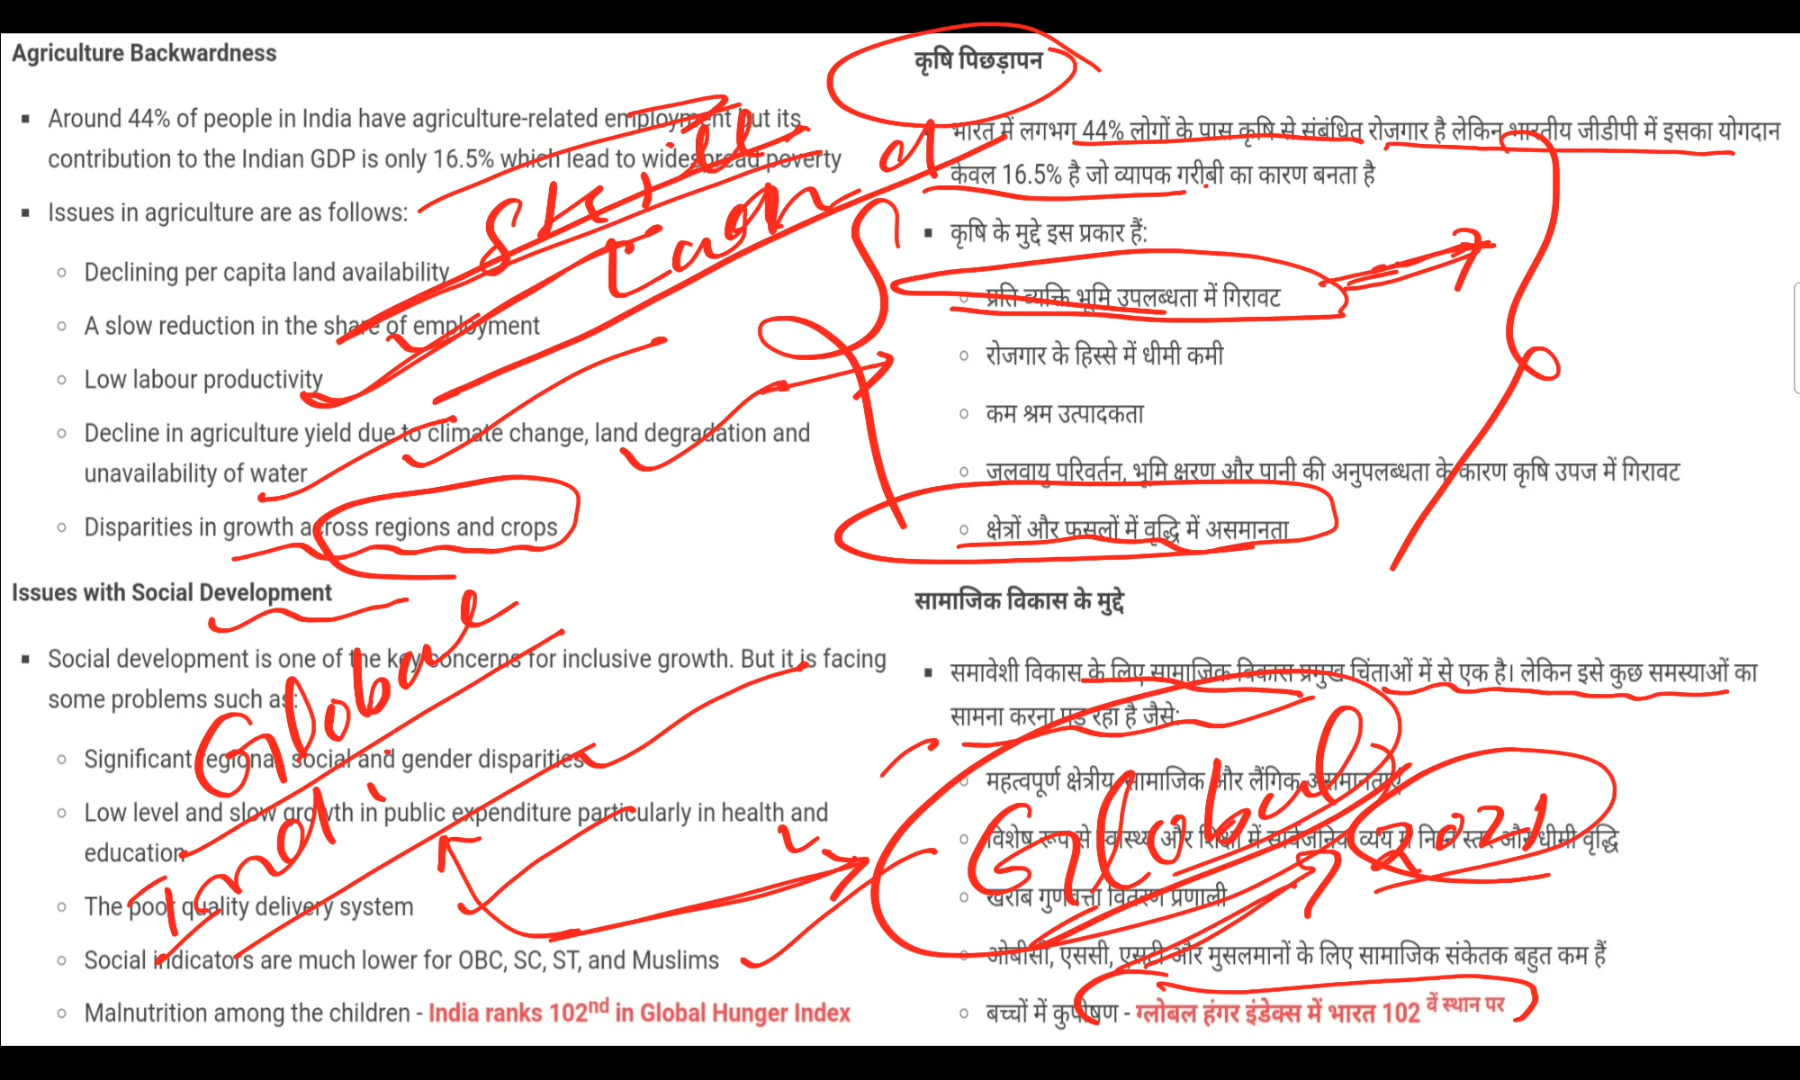 Agriculture Backwardness
Around 44% of people in India have agriculture-related employment but its
contribution to the Indian GDP is only 16.5% which lead to widespread poverty
Issues in agriculture are as follows:
Declining per capita land availability
A slow reduction in the share of employment
Low labour productivity
Decline in agriculture yield due to climate change, land degradation and
unavailability of water
Disparities in growth across regions and crops
Issues with Social Development
Social development is one of the key concerns for inclusive growth. But it is facing
some problems such as:
Significant regional, social and gender disparities
Low level and slow growth in public expenditure particularly in health and
education
The poor quality delivery system
Social indicators are much lower for OBC, SC, ST, and Muslims
Malnutrition among the children - India ranks 102nd in Global Hunger Index
कृषि पिछड़ापन
भारत में लगभग 44% लोगों के पास कृषि से संबंधित रोजगार है लेकिन भारतीय जीडीपी में इसका योगदान
केवल 16.5% है जो व्यापक गरीबी का कारण बनता है
कृषि के मुद्दे इस प्रकार हैं:
प्रति व्यक्ति भूमि उपलब्धता में गिरावट
रोजगार के हिस्से में धीमी कमी
कम श्रम उत्पादकता
जलवायु परिवर्तन, भूमि क्षरण और पानी की अनुपलब्धता के कारण कृषि उपज में गिरावट
क्षेत्रों और फसलों में वृद्धि में असमानता
सामाजिक विकास के मुद्दे
समावेशी विकास के लिए सामाजिक विकास प्रमुख चिंताओं में से एक है। लेकिन इसे कुछ समस्याओं का
सामना करना पड़ रहा है जैसे:
महत्वपूर्ण क्षेत्रीय, सामाजिक और लैंगिक असमानताएं
विशेष रूप से स्वास्थ्य और शिक्षा में सार्वजनिक व्यय में निम्न स्तर और धीमी वृद्धि
खराब गुणवत्ता वितरण प्रणाली
ओबीसी, एससी, एसटी और मुसलमानों के लिए सामाजिक संकेतक बहुत कम हैं
बच्चों में कुपोषण - ग्लोबल हंगर इंडेक्स में भारत 102 वें स्थान पर
Global
Global
2021